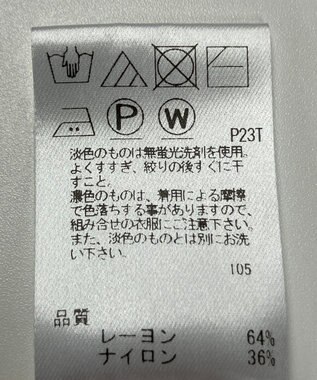 P
W
P23T
淡色のものは無蛍光洗剤を使用。
よくすすぎ、絞りの後すぐに干
すこと。
濃色のものは、着用による摩擦
で色落ちする事がありますので、
組み合せの衣服にご注意下さい。
また、淡色のものとは別にお洗
い下さい。
105
品質
レーヨン 64%
ナイロン 36%